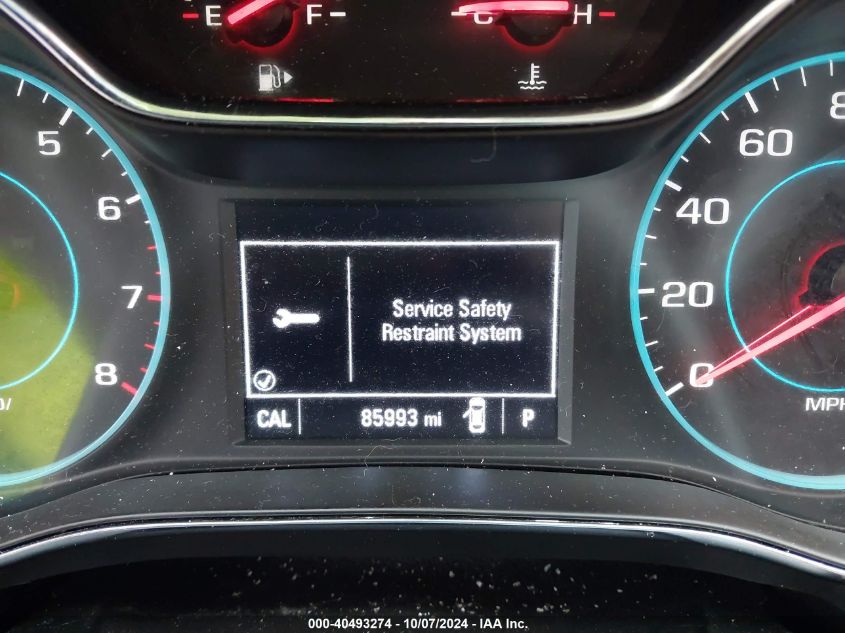 E F C H
5
6
7
8
8
60
40
20
0
MPH
Service Safety
Restraint System
CAL 85993 mi P
000-40493274 - 10/07/2024 - IAA Inc.